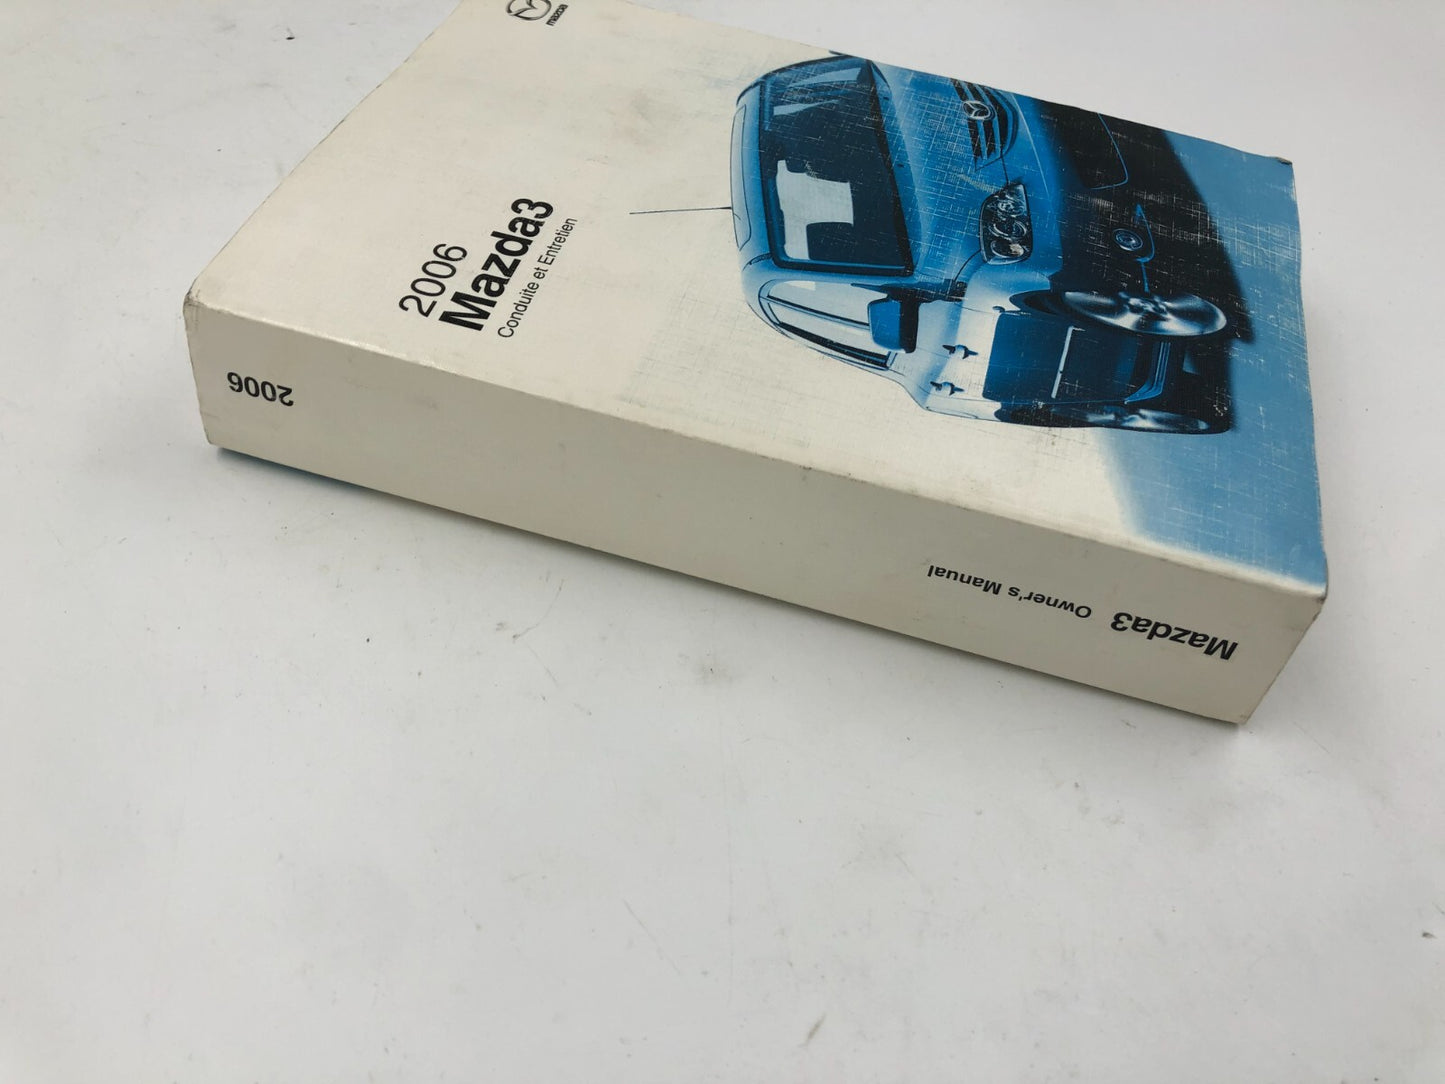 mazda
2006
Mazda3
Conduite et Entretien
Mazda3 Owner's Manual
2006